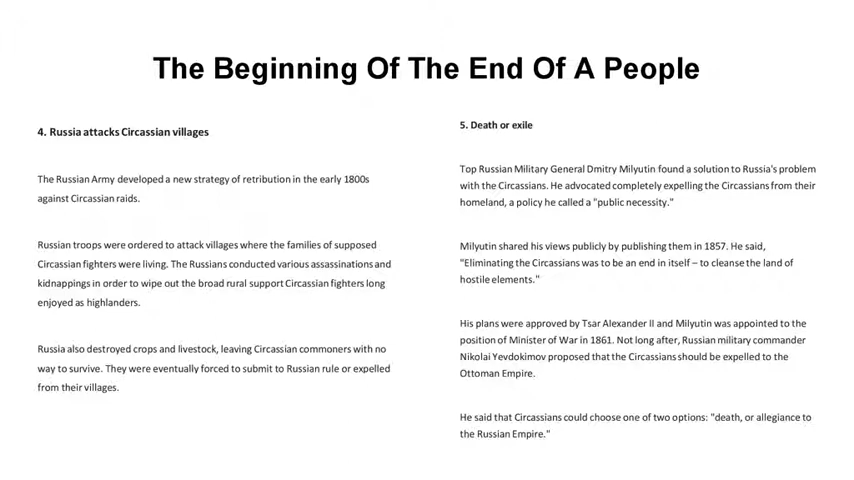 The Beginning Of The End Of A People
4. Russia attacks Circassian villages
The Russian Army developed a new strategy of retribution in the early 1800s
against Circassian raids.
Russian troops were ordered to attack villages where the families of supposed
Circassian fighters were living. The Russians conducted various assassinations and
kidnappings in order to wipe out the broad rural support Circassian fighters long
enjoyed as highlanders.
Russia also destroyed crops and livestock, leaving Circassian commoners with no
way to survive. They were eventually forced to submit to Russian rule or expelled
from their villages.
5. Death or exile
Top Russian Military General Dmitry Milyutin found a solution to Russia's problem
with the Circassians. He advocated completely expelling the Circassians from their
homeland, a policy he called a "public necessity."
Milyutin shared his views publicly by publishing them in 1857. He said,
"Eliminating the Circassians was to be an end in itself – to cleanse the land of
hostile elements."
His plans were approved by Tsar Alexander II and Milyutin was appointed to the
position of Minister of War in 1861. Not long after, Russian military commander
Nikolai Yevdokimov proposed that the Circassians should be expelled to the
Ottoman Empire.
He said that Circassians could choose one of two options: "death, or allegiance to
the Russian Empire."